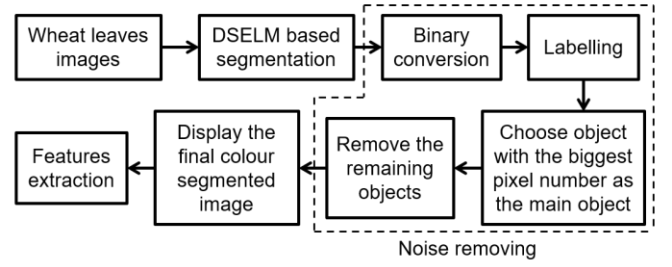 Wheat leaves
images
DSELM based
segmentation
Binary
conversion
Labelling
Choose object
with the biggest
pixel number as
the main object
Remove the
remaining
objects
Display the
final colour
segmented
image
Features
extraction
Noise removing